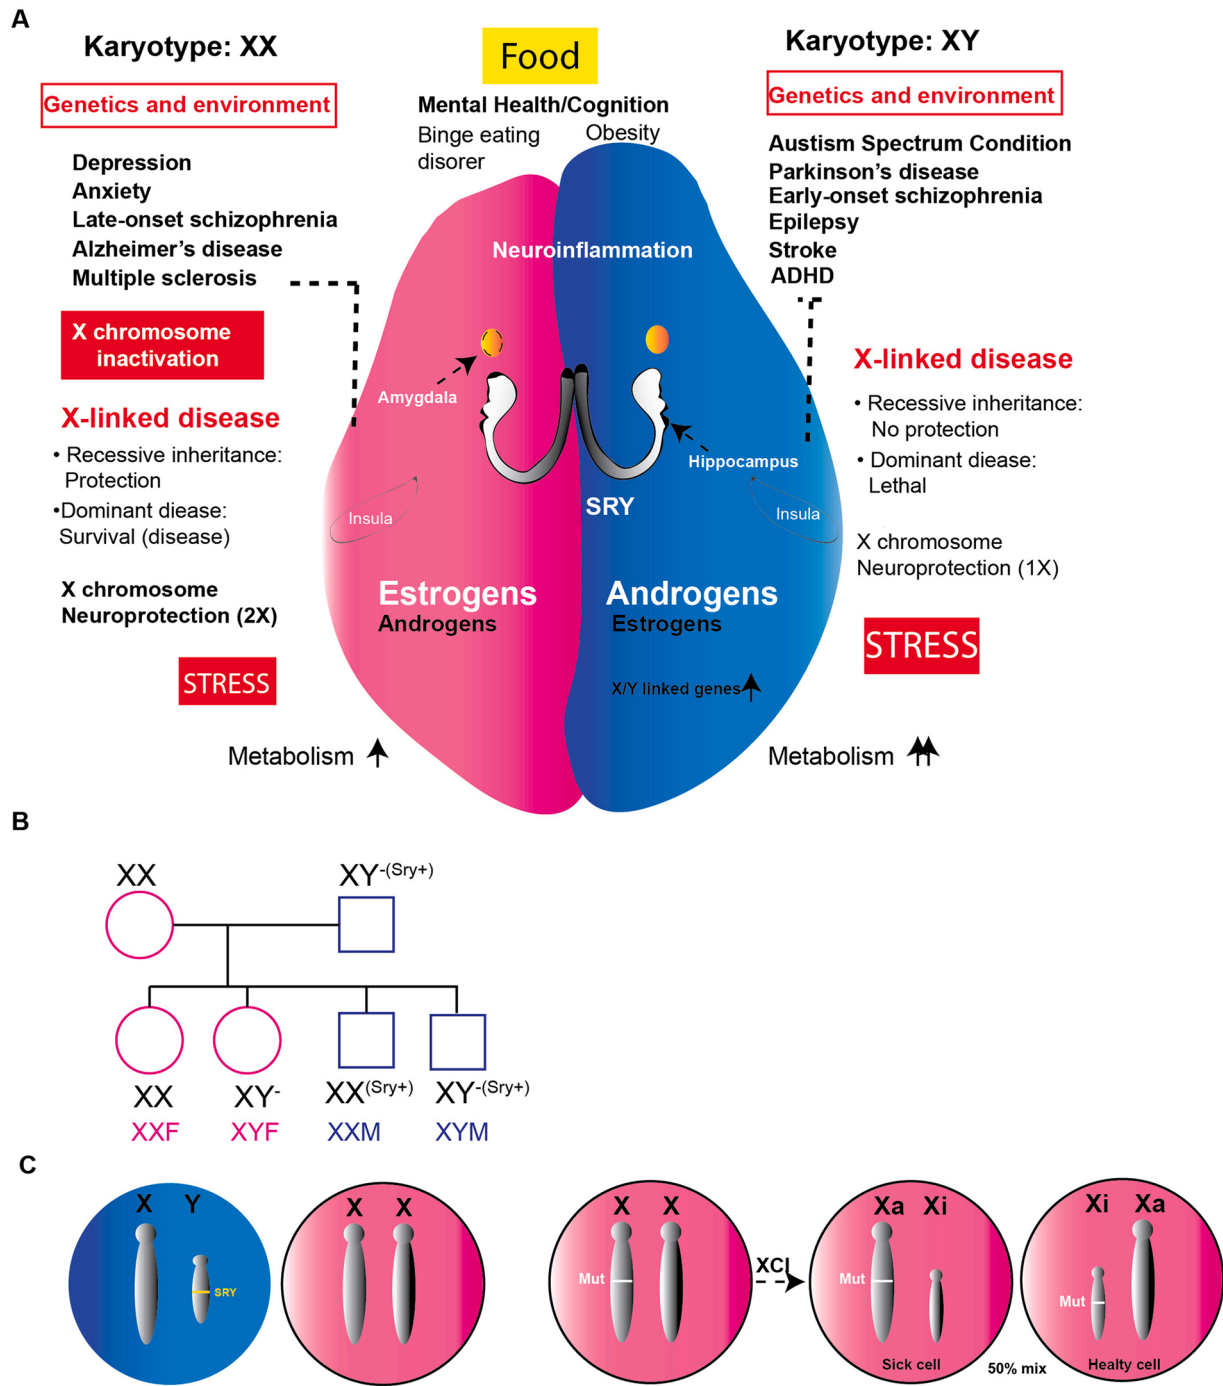 A
Karyotype: XX
Genetics and environment
Depression
Anxiety
Late-onset schizophrenia
Alzheimer's disease
Multiple sclerosis
X chromosome
inactivation
X-linked disease
• Recessive inheritance:
Protection
•Dominant diease:
Survival (disease)
X chromosome
Neuroprotection (2X)
STRESS
Metabolism
Food
Mental Health/Cognition
Binge eating
disorer
Obesity
Neuroinflammation
Amygdala
Hippocampus
SRY
Insula
Insula
Estrogens
Androgens
Androgens
Estrogens
X/Y linked genes
Karyotype: XY
Genetics and environment
Austism Spectrum Condition
Parkinson's disease
Early-onset schizophrenia
Epilepsy
Stroke
ADHD
X-linked disease
• Recessive inheritance:
No protection
• Dominant diease:
Lethal
X chromosome
Neuroprotection (1X)
STRESS
Metabolism
B
XX
XY-(Sry+)
XX
XY-
XX(Sry+)
XY-(Sry+)
XXF
XYF
XXM
XYM
C
X Y
SRY
X X
X X
Mut
XCI
Xa Xi
Mut
Sick cell
50% mix
Xi Xa
Mut
Healty cell